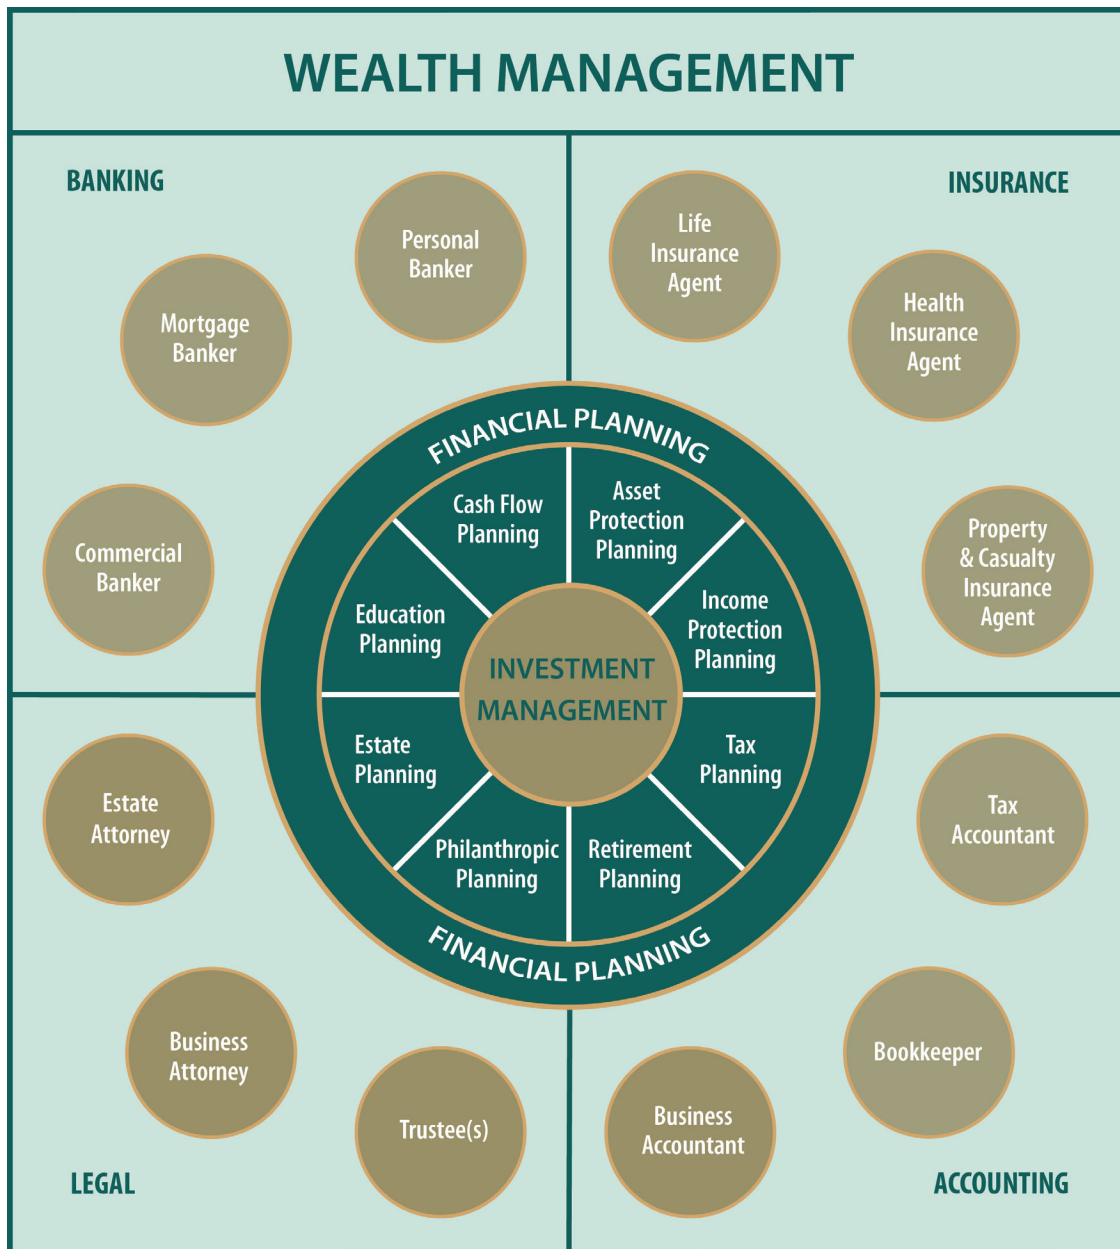 WEALTH MANAGEMENT
BANKING
Personal
Banker
Mortgage
Banker
Commercial
Banker
INSURANCE
Life
Insurance
Agent
Health
Insurance
Agent
Property
& Casualty
Insurance
Agent
FINANCIAL PLANNING
Cash Flow
Planning
Asset
Protection
Planning
Education
Planning
Income
Protection
Planning
INVESTMENT
MANAGEMENT
Estate
Planning
Tax
Planning
Philanthropic
Planning
Retirement
Planning
FINANCIAL PLANNING
Estate
Attorney
Business
Attorney
Trustee(s)
LEGAL
Tax
Accountant
Bookkeeper
Business
Accountant
ACCOUNTING